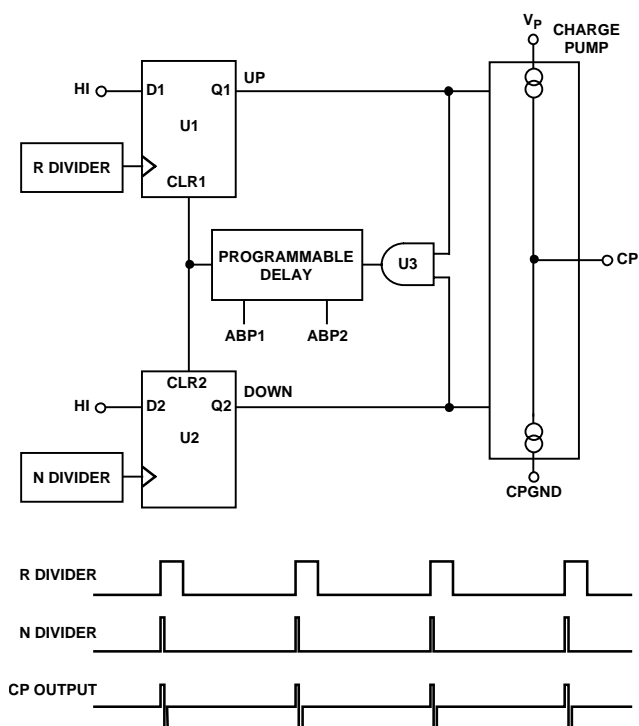 VP
CHARGE
PUMP
UP
HI
D1
Q1
U1
R DIVIDER
CLR1
PROGRAMMABLE
DELAY
U3
CP
ABP1
ABP2
CLR2
DOWN
HI
D2
Q2
U2
N DIVIDER
CPGND
R DIVIDER
N DIVIDER
CP OUTPUT